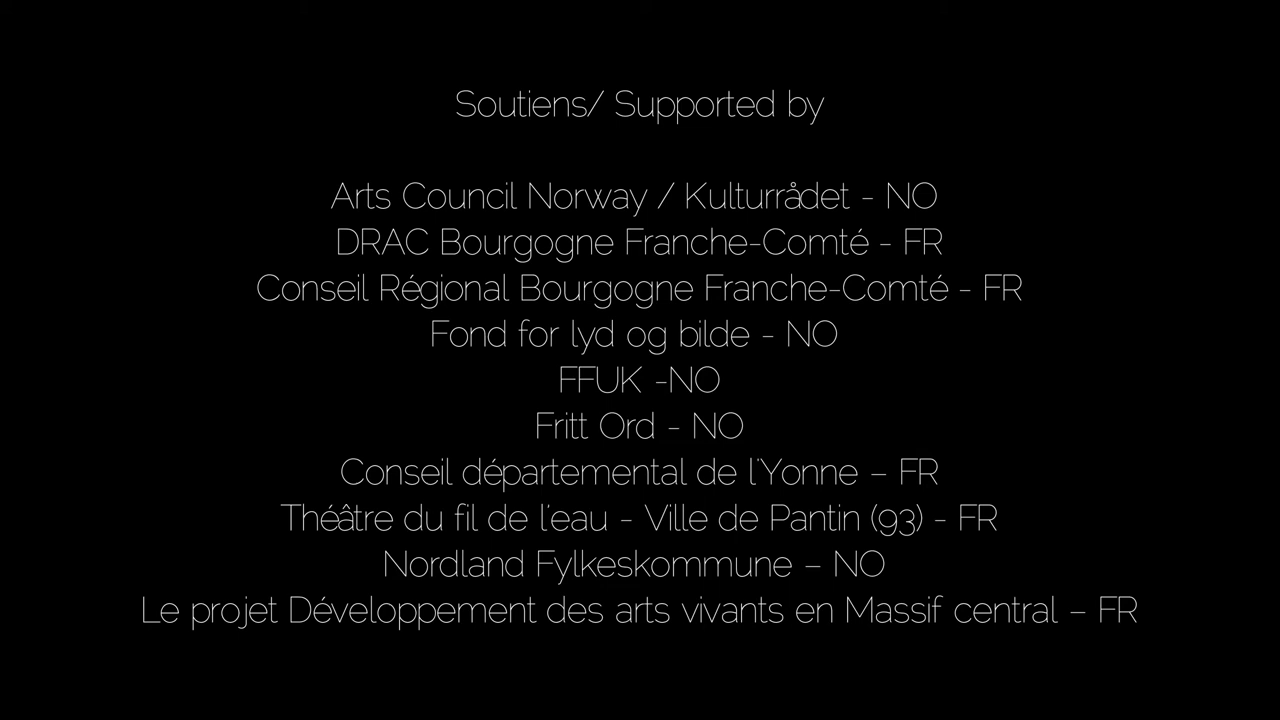 Soutiens/ Supported by
Arts Council Norway / Kulturrådet - NO
DRAC Bourgogne Franche-Comté - FR
Conseil Régional Bourgogne Franche-Comté - FR
Fond for lyd og bilde - NO
FFUK -NO
Fritt Ord - NO
Conseil départemental de l'Yonne – FR
Théâtre du fil de l'eau - Ville de Pantin (93) - FR
Nordland Fylkeskommune – NO
Le projet Développement des arts vivants en Massif central – FR